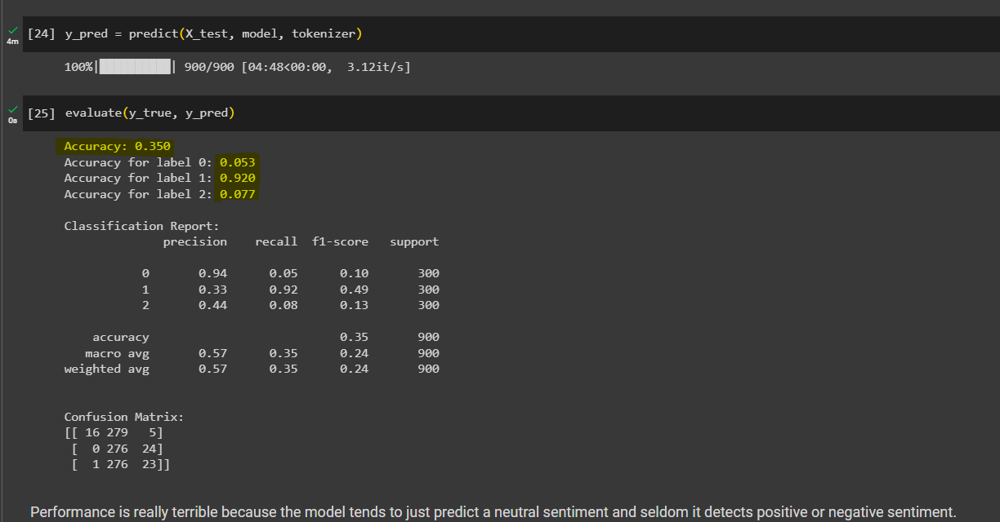 [24] y_pred = predict(X_test, model, tokenizer)
4m
100%|██████████| 900/900 [04:48<00:00, 3.12it/s]
[25] evaluate(y_true, y_pred)
0s
Accuracy: 0.350
Accuracy for label 0: 0.053
Accuracy for label 1: 0.920
Accuracy for label 2: 0.077
Classification Report:
precision recall f1-score support
0 0.94 0.05 0.10 300
1 0.33 0.92 0.49 300
2 0.44 0.08 0.13 300
accuracy 0.35 900
macro avg 0.57 0.35 0.24 900
weighted avg 0.57 0.35 0.24 900
Confusion Matrix:
[[ 16 279 5]
[ 0 276 24]
[ 1 276 23]]
Performance is really terrible because the model tends to just predict a neutral sentiment and seldom it detects positive or negative sentiment.